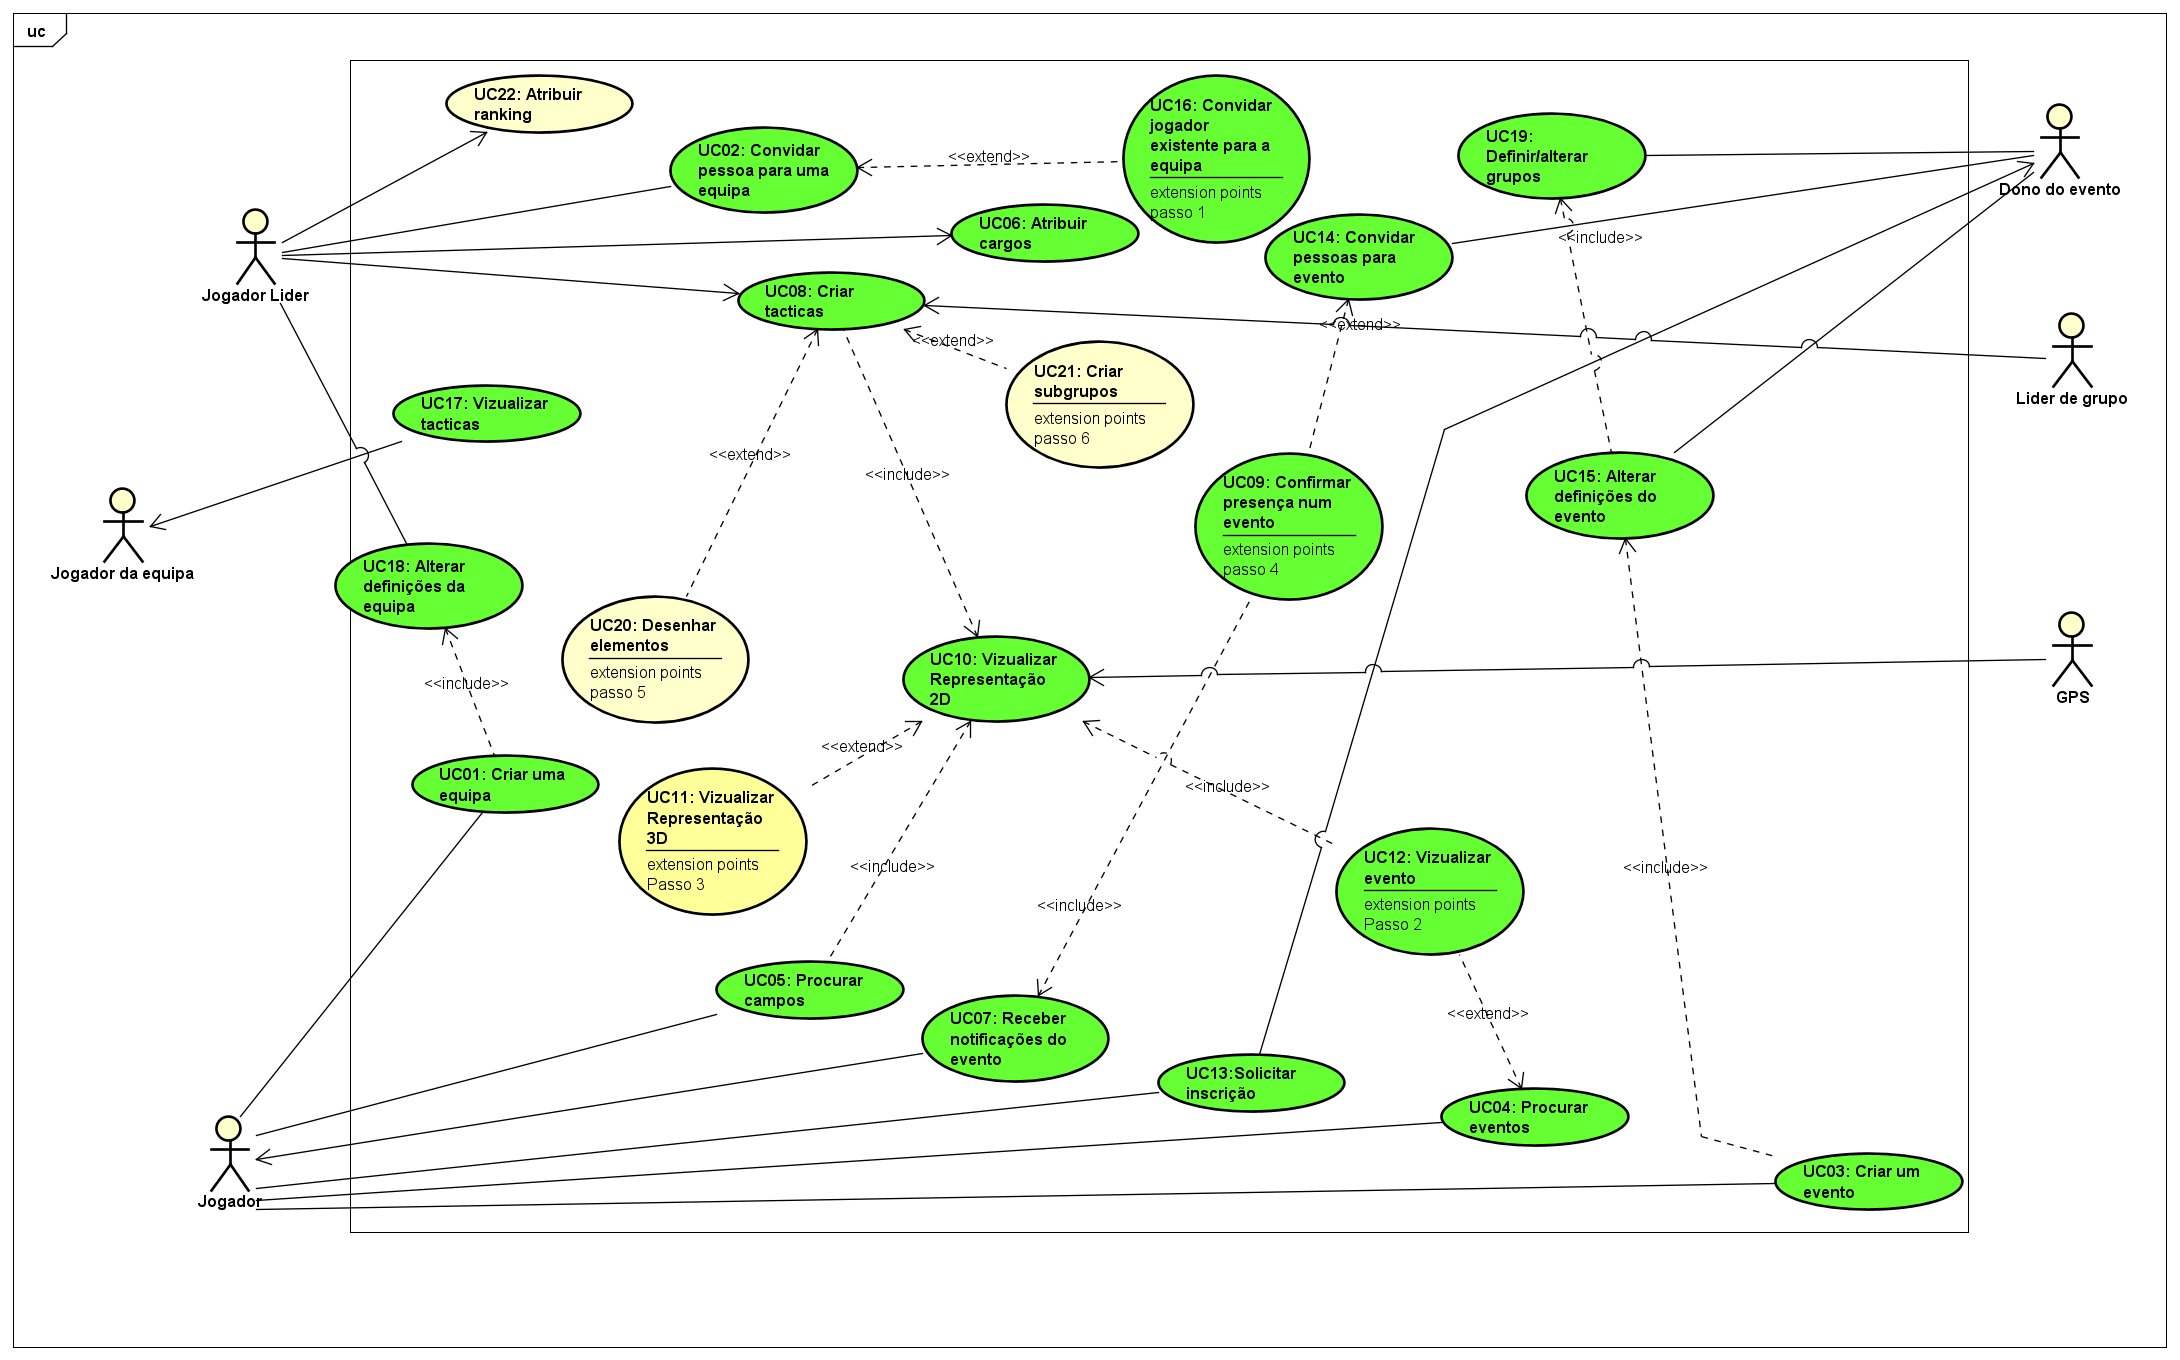 uc
UC22: Atribuir
ranking
UC02: Convidar
pessoa para uma
equipa
<<extend>>
UC16: Convidar
jogador
existente para a
equipa
extension points
passo 1
UC19:
Definir/alterar
grupos
Dono do evento
UC06: Atribuir
cargos
UC14: Convidar
pessoas para
evento
<<include>>
Jogador Lider
UC08: Criar
tacticas
<<extend>>
<<extend>>
UC21: Criar
subgrupos
extension points
passo 6
Lider de grupo
UC17: Vizualizar
tacticas
<<extend>>
<<include>>
UC09: Confirmar
presença num
evento
extension points
passo 4
UC15: Alterar
definições do
evento
Jogador da equipa
UC18: Alterar
definições da
equipa
UC20: Desenhar
elementos
extension points
passo 5
UC10: Vizualizar
Representação
2D
GPS
<<include>>
<<extend>>
UC01: Criar uma
equipa
UC11: Vizualizar
Representação
3D
extension points
Passo 3
<<include>>
<<include>>
<<include>>
UC12: Vizualizar
evento
extension points
Passo 2
<<include>>
UC05: Procurar
campos
UC07: Receber
notificações do
evento
<<extend>>
UC13:Solicitar
inscrição
UC04: Procurar
eventos
UC03: Criar um
evento
Jogador